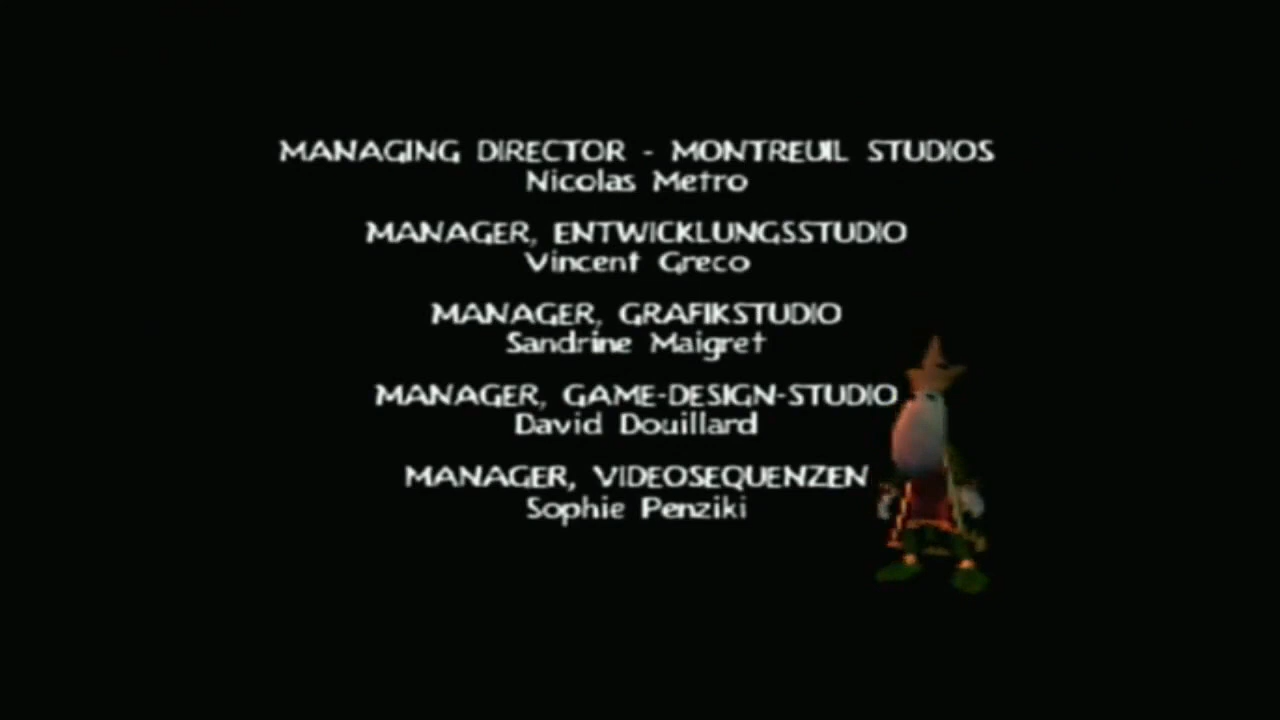 MANAGING DIRECTOR - MONTREUIL STUDIOS
Nicolas Metro
MANAGER, ENTWICKLUNGSSTUDIO
Vincent Greco
MANAGER, GRAFIKSTUDIO
Sandrine Maigret
MANAGER, GAME-DESIGN-STUDIO
David Douillard
MANAGER, VIDEOSEQUENZEN
Sophie Penziki